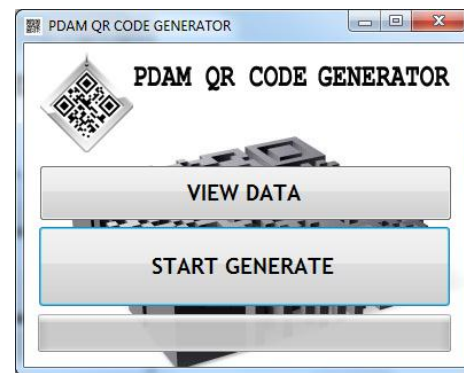 PDAM QR CODE GENERATOR
PDAM QR CODE GENERATOR
VIEW DATA
START GENERATE